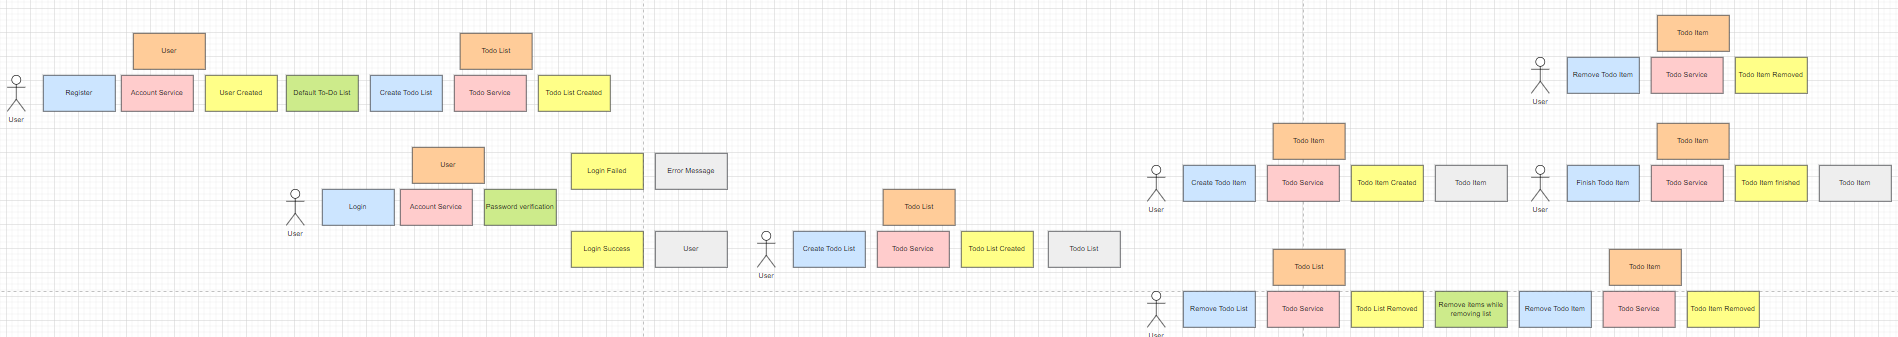 User
Register
Account Service
User Created
Default To-Do List
Todo List
Create Todo List
Todo Service
Todo List Created
User
User
Login
Account Service
Password verification
User
Login Failed
Error Message
Login Success
User
Todo List
Create Todo List
Todo Service
Todo List Created
Todo List
User
Todo Item
Remove Todo Item
Todo Service
Todo Item Removed
User
Todo Item
Create Todo Item
Todo Service
Todo Item Created
Todo Item
User
Todo Item
Finish Todo Item
Todo Service
Todo Item finished
Todo Item
User
Todo List
Remove Todo List
Todo Service
Todo List Removed
Remove items while
removing list
Todo Item
Remove Todo Item
Todo Service
Todo Item Removed
User